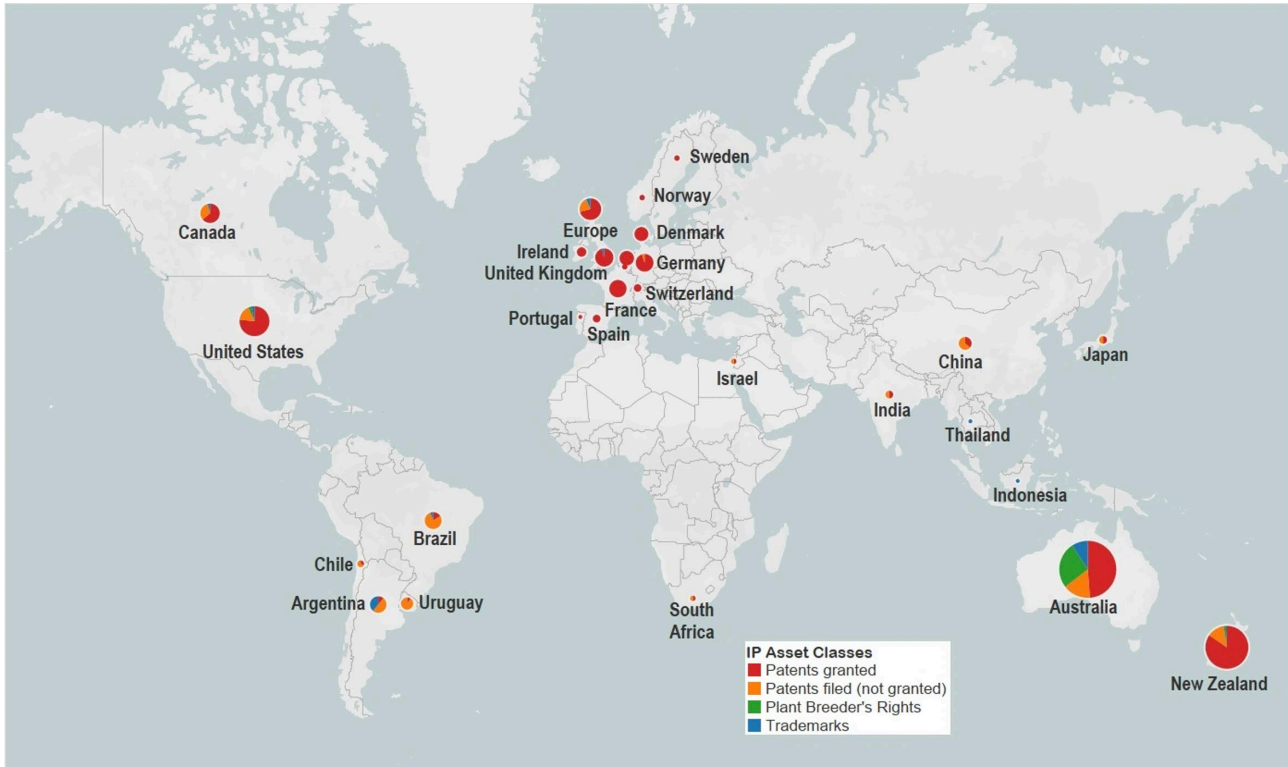 Sweden
Norway
Canada
Europe
Denmark
Ireland
United Kingdom
Germany
Switzerland
France
Portugal
Spain
United States
Israel
China
Japan
India
Thailand
Indonesia
Brazil
Chile
Argentina
Uruguay
South
Africa
Australia
New Zealand
IP Asset Classes
Patents granted
Patents filed (not granted)
Plant Breeder's Rights
Trademarks